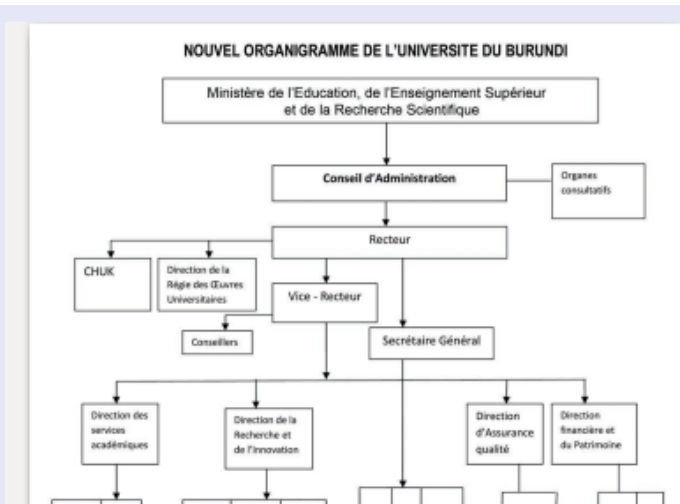 NOUVEL ORGANIGRAMME DE L'UNIVERSITE DU BURUNDI
Ministère de l'Education, de l'Enseignement Supérieur
et de la Recherche Scientifique
Conseil d'Administration
Organes
consultatifs
Recteur
CHUK
Direction de la
Régie des Œuvres
Universitaires
Vice - Recteur
Conseillers
Secrétaire Général
Direction des
services
académiques
Direction de la
Recherche et
de l'Innovation
Direction
d'Assurance
qualité
Direction
financière et
du Patrimoine